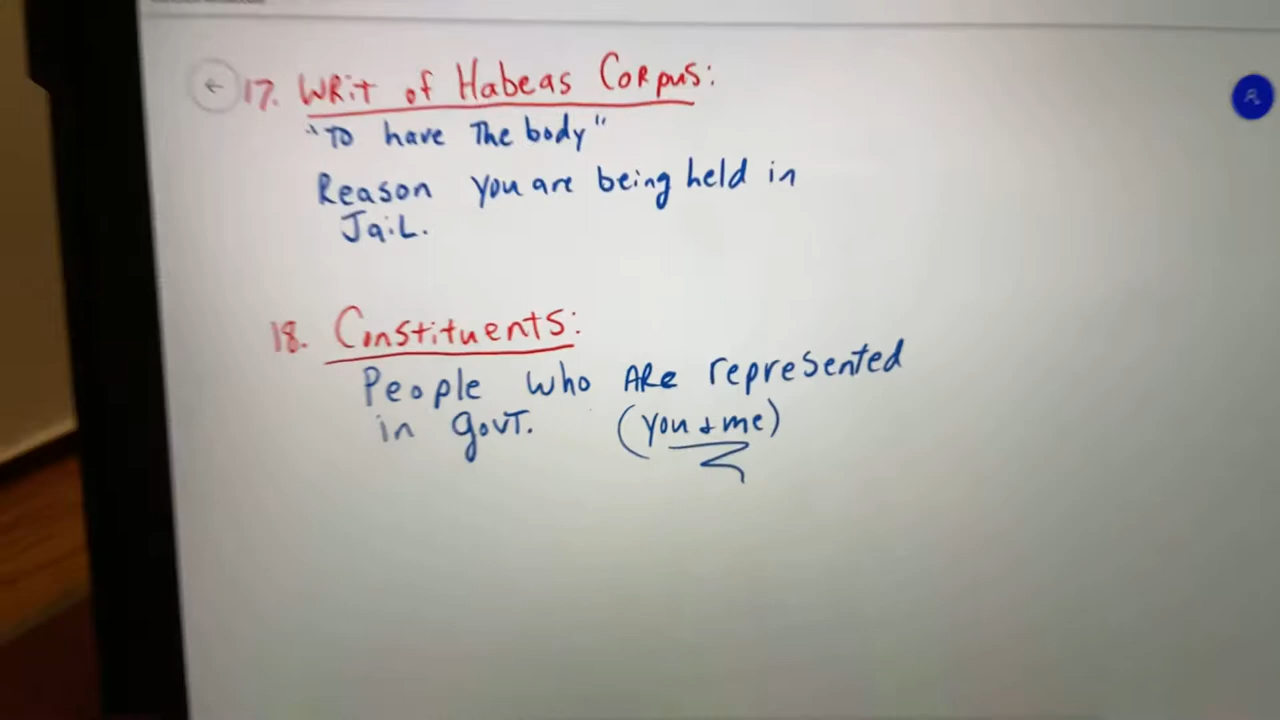 17. Writ of Habeas Corpus:
"To have The body"
Reason you are being held in
Jail.
18. Constituents:
People who ARe represented
in govT. (you + me)